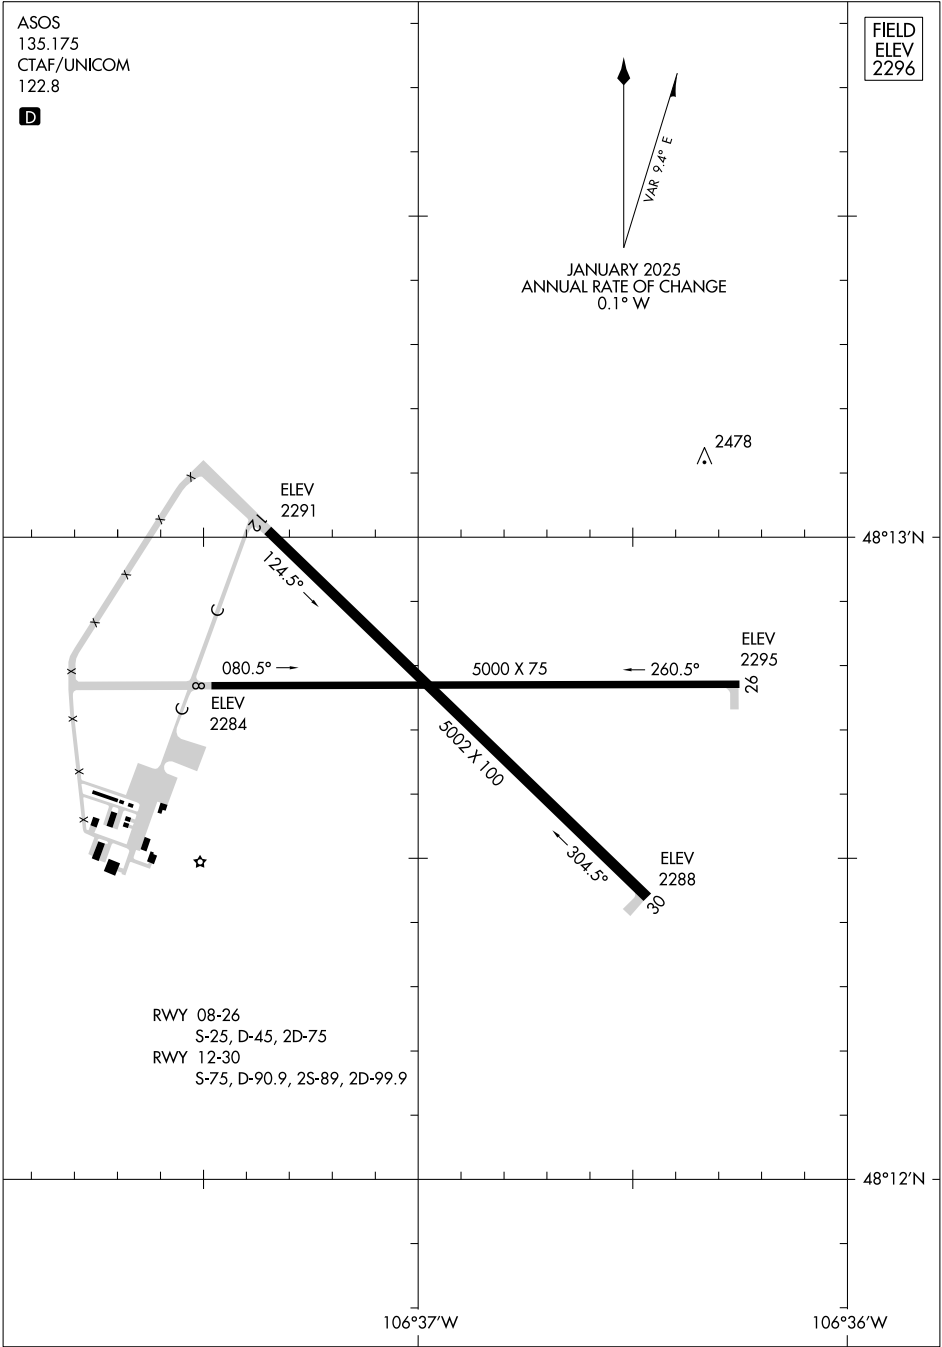 ASOS
135.175
CTAF/UNICOM
122.8
D
FIELD
ELEV
2296
VAR 9.4° E
JANUARY 2025
ANNUAL RATE OF CHANGE
0.1° W
2478
X
X
X
X
X
X
X
X
X
ELEV
2291
12
48°13'N
124.5°
C
080.5°
5000 X 75
260.5°
ELEV
2295
26
8
ELEV
2284
C
5002 X 100
304.5°
ELEV
2288
30
RWY 08-26
S-25, D-45, 2D-75
RWY 12-30
S-75, D-90.9, 2S-89, 2D-99.9
48°12'N
106°37'W
106°36'W